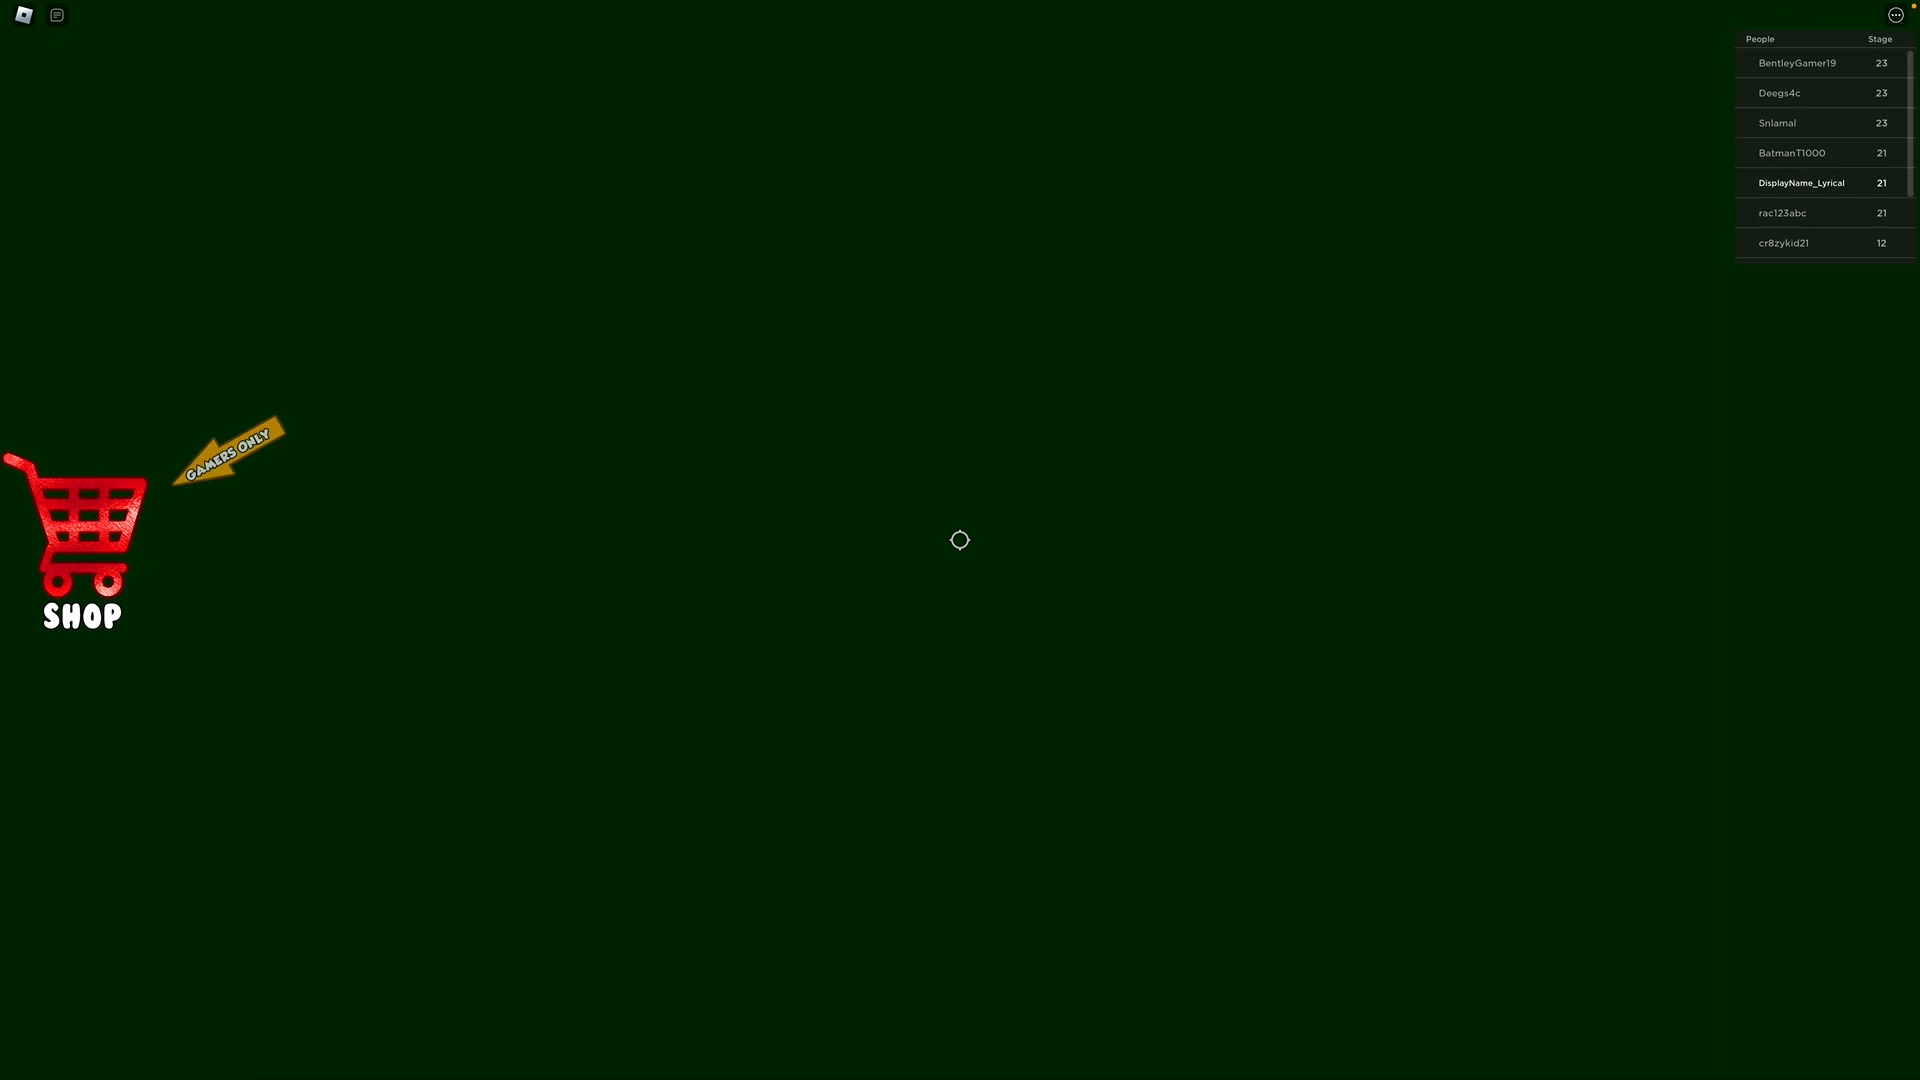 People Stage
BentleyGamer19 23
Deegs4c 23
Snlamal 23
BatmanT1000 21
DisplayName_Lyrical 21
rac123abc 21
cr8zykid21 12
GAMERS ONLY
SHOP